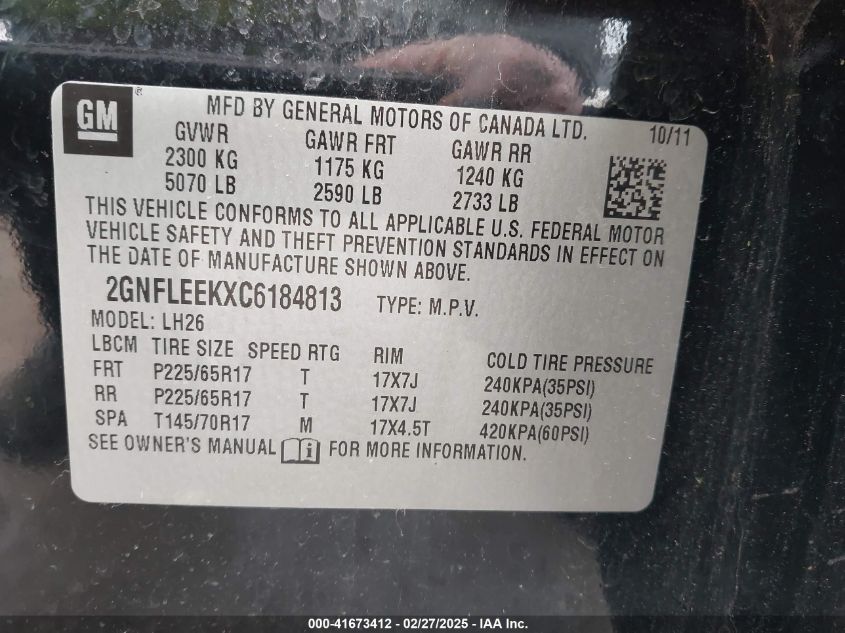 GM ®
MFD BY GENERAL MOTORS OF CANADA LTD. 10/11
GVWR GAWR FRT GAWR RR
2300 KG 1175 KG 1240 KG
5070 LB 2590 LB 2733 LB
THIS VEHICLE CONFORMS TO ALL APPLICABLE U.S. FEDERAL MOTOR
VEHICLE SAFETY AND THEFT PREVENTION STANDARDS IN EFFECT ON
THE DATE OF MANUFACTURE SHOWN ABOVE.
2GNFLEEKXC6184813 TYPE: M.P.V.
MODEL: LH26
LBCM TIRE SIZE SPEED RTG RIM COLD TIRE PRESSURE
FRT P225/65R17 T 17X7J 240KPA(35PSI)
RR P225/65R17 T 17X7J 240KPA(35PSI)
SPA T145/70R17 M 17X4.5T 420KPA(60PSI)
SEE OWNER'S MANUAL i FOR MORE INFORMATION.
000-41673412 - 02/27/2025 - IAA Inc.